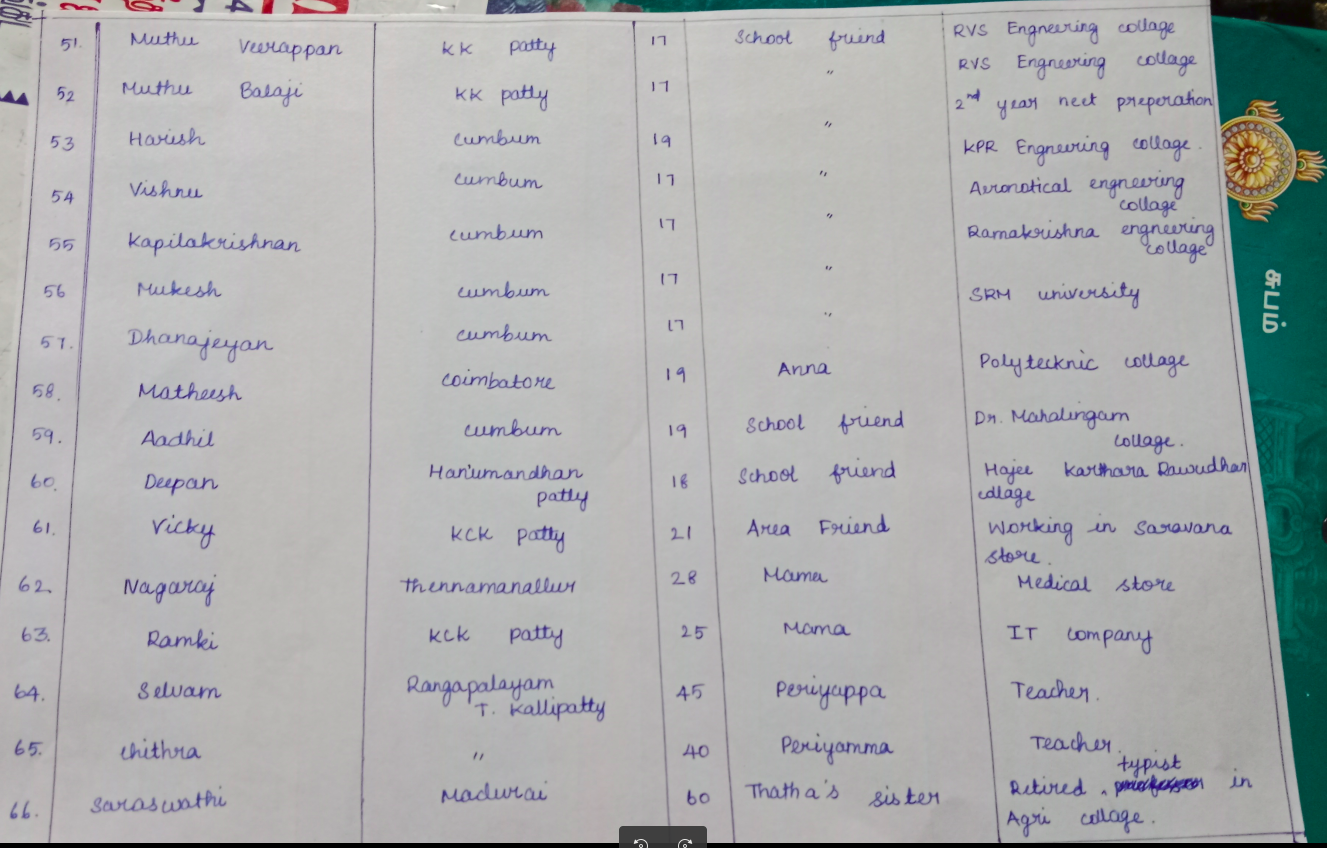 51. Muthu Veerappan KK patty 17 School friend RVS Engneering collage
RVS Engneering collage
52 Muthu Balaji KK patty 17 " 2nd year neet preperation
53 Harish cumbum 19 " KPR Engneering collage.
54 Vishnu cumbum 17 " Aeronotical engneering
collage
55 Kapilakrishnan cumbum 17 " Ramakrishna engneering
collage
56 Mukesh cumbum 17 " SRM university
57. Dhanajeyan cumbum 17 "
58. Matheesh coimbatore 19 Anna Polytecknic collage
59. Aadhil cumbum 19 School friend Dr. Mahalingam
collage.
60. Deepan Hanumandhan 18 School friend Hajee Karthara Rawudhar
patty collage
61. Vicky KCK patty 21 Area Friend Working in Saravana
store.
62. Nagaraj Thennamanallur 28 Mama Medical store
63. Ramki KCK patty 25 Mama IT company
64. Selvam Rangapalayam 45 Periyappa Teacher.
T. Kallipatty
65. chithra " 40 Periyamma Teacher.
typist
66. Saraswathi Madurai 60 Thatha's sister Retired in
Agri collage.
சுடம்